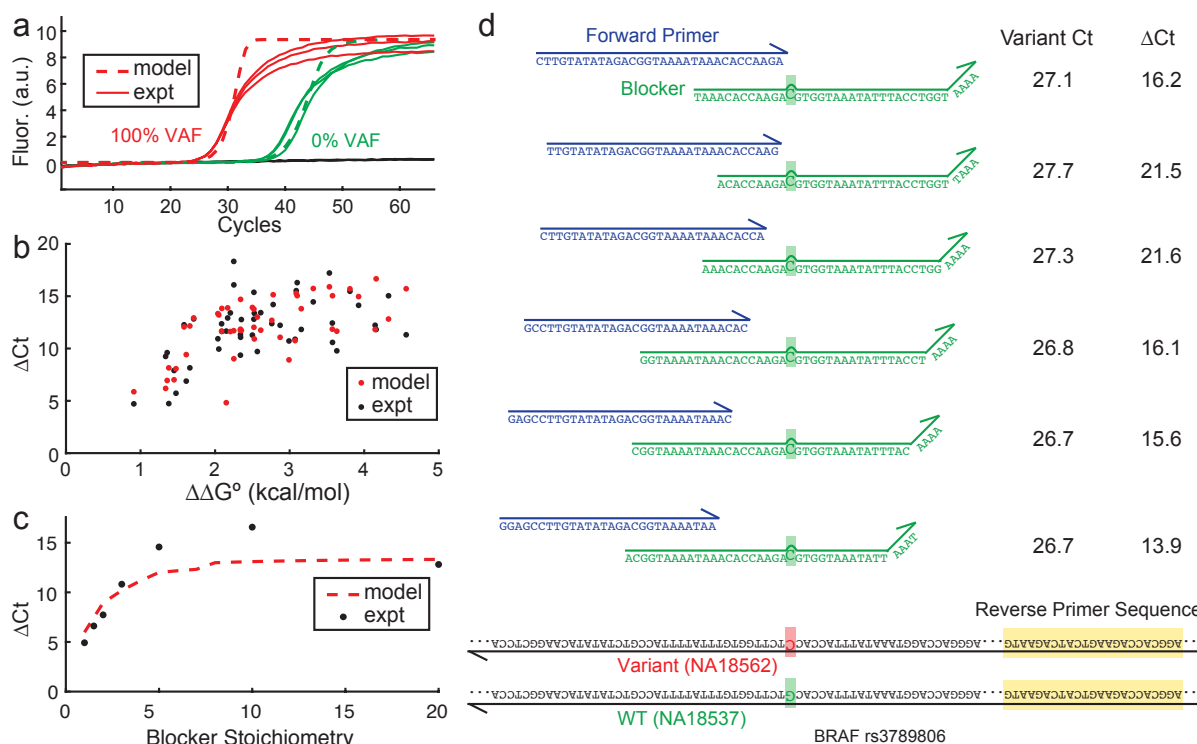 a
Fluor. (a.u.)
10
8
6
4
2
0
model
expt
100% VAF
0% VAF
10 20 30 40 50 60
Cycles
b
ΔCt
20
15
10
5
0
model
expt
0 1 2 3 4 5
ΔΔG° (kcal/mol)
c
ΔCt
15
10
5
0
model
expt
0 5 10 15 20
Blocker Stoichiometry
d
Forward Primer
Variant Ct
ΔCt
CTTGTATATAGACGGTAAAATAAACACCAAGA
Blocker
TAAACACCAAGACGTGGTAAATATTTACCTGGT
AAAA
27.1
16.2
TTGTATATAGACGGTAAAATAAACACCAAG
ACACCAAGACGTGGTAAATATTTACCTGGT
TAAA
27.7
21.5
CTTGTATATAGACGGTAAAATAAACACCA
AAACACCAAGACGTGGTAAATATTTACCTGG
AAAA
27.3
21.6
GCCTTGTATATAGACGGTAAAATAAACAC
GGTAAAATAAACACCAAGACGTGGTAAATATTTACCT
AAAA
26.8
16.1
GAGCCTTGTATATAGACGGTAAAATAAAC
CGGTAAAATAAACACCAAGACGTGGTAAATATTTAC
AAAA
26.7
15.6
GGAGCCTTGTATATAGACGGTAAAATAA
ACGGTAAAATAAACACCAAGACGTGGTAAATATT
AAAT
26.7
13.9
Reverse Primer Sequence
Variant (NA18562)
WT (NA18537)
BRAF rs3789806